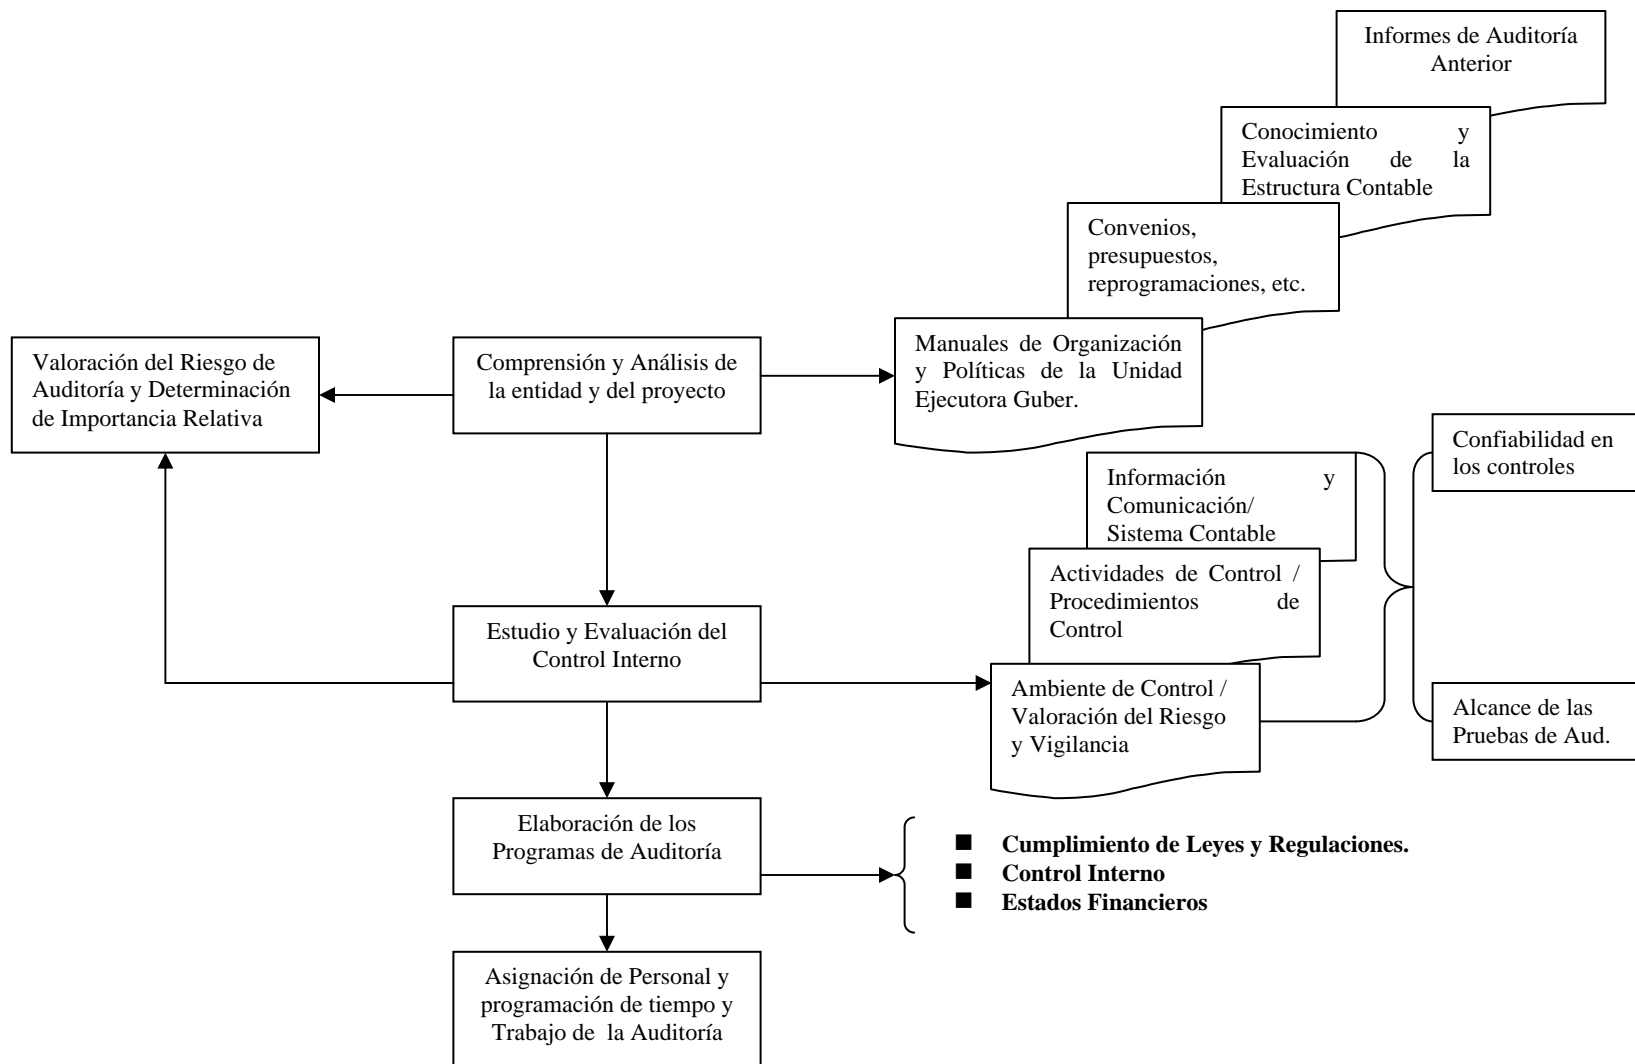 Informes de Auditoría
Anterior
Conocimiento y
Evaluación de la
Estructura Contable
Convenios,
presupuestos,
reprogramaciones, etc.
Manuales de Organización
y Políticas de la Unidad
Ejecutora Guber.
Valoración del Riesgo de
Auditoría y Determinación
de Importancia Relativa
Comprensión y Análisis de
la entidad y del proyecto
Confiabilidad en
los controles
Información y
Comunicación/
Sistema Contable
Actividades de Control /
Procedimientos de
Control
Estudio y Evaluación del
Control Interno
Ambiente de Control /
Valoración del Riesgo
y Vigilancia
Alcance de las
Pruebas de Aud.
Elaboración de los
Programas de Auditoría
■ Cumplimiento de Leyes y Regulaciones.
■ Control Interno
■ Estados Financieros
Asignación de Personal y
programación de tiempo y
Trabajo de la Auditoría